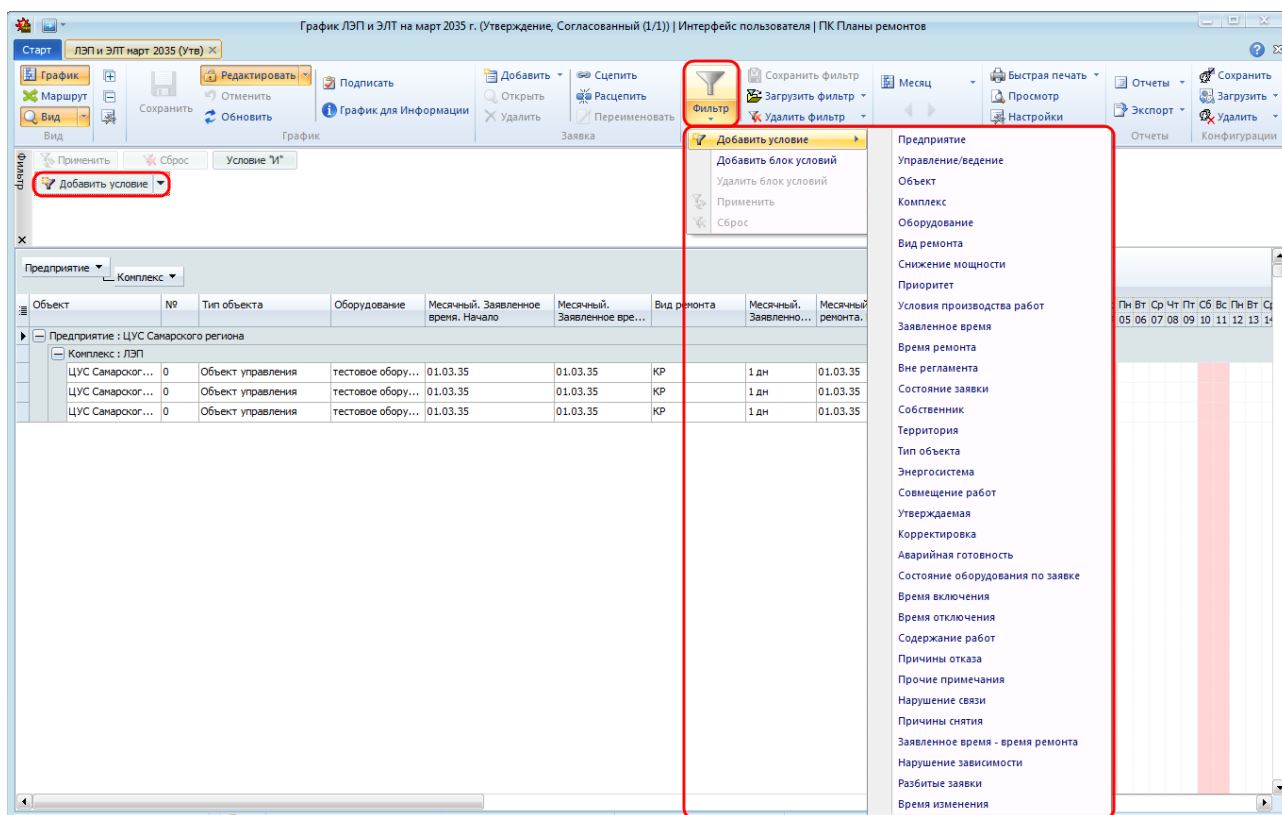 График ЛЭП и ЭЛТ на март 2035 г. (Утверждение, Согласованный (1/1)) | Интерфейс пользователя | ПК Планы ремонтов
Старт ЛЭП и ЭЛТ март 2035 (Утв)
График Редактировать Подписать Добавить Сцепить Сохранить фильтр Месяц Быстрая печать Отчеты Сохранить
Маршрут Отменить Открыть Расцепить Загрузить фильтр Просмотр Загрузить
Вид Сохранить Обновить График для Информации Удалить Переименовать Фильтр Удалить фильтр Настройки Экспорт Удалить
Вид График Заявка Отчеты Конфигурации
Фильтр
Применить Сброс Условие "И"
Добавить условие
Добавить условие
Добавить блок условий
Удалить блок условий
Применить
Сброс
Предприятие
Управление/ведение
Объект
Комплекс
Оборудование
Вид ремонта
Снижение мощности
Приоритет
Условия производства работ
Заявленное время
Время ремонта
Вне регламента
Состояние заявки
Собственник
Территория
Тип объекта
Энергосистема
Совмещение работ
Утверждаемая
Корректировка
Аварийная готовность
Состояние оборудования по заявке
Время включения
Время отключения
Содержание работ
Причины отказа
Прочие примечания
Нарушение связи
Причины снятия
Заявленное время - время ремонта
Нарушение зависимости
Разбитые заявки
Время изменения
Предприятие
Комплекс
Объект № Тип объекта Оборудование Месячный. Заявленное Месячный. Вид ремонта Месячный. Месячный Пн Вт Ср Чт Пт Сб Вс Пн Вт Ср
время. Начало Заявленное вре... Заявленно... ремонта. 05 06 07 08 09 10 11 12 13 14
Предприятие : ЦУС Самарского региона
Комплекс : ЛЭП
ЦУС Самарског... 0 Объект управления тестовое обору... 01.03.35 01.03.35 КР 1 дн 01.03.35
ЦУС Самарског... 0 Объект управления тестовое обору... 01.03.35 01.03.35 КР 1 дн 01.03.35
ЦУС Самарског... 0 Объект управления тестовое обору... 01.03.35 01.03.35 КР 1 дн 01.03.35